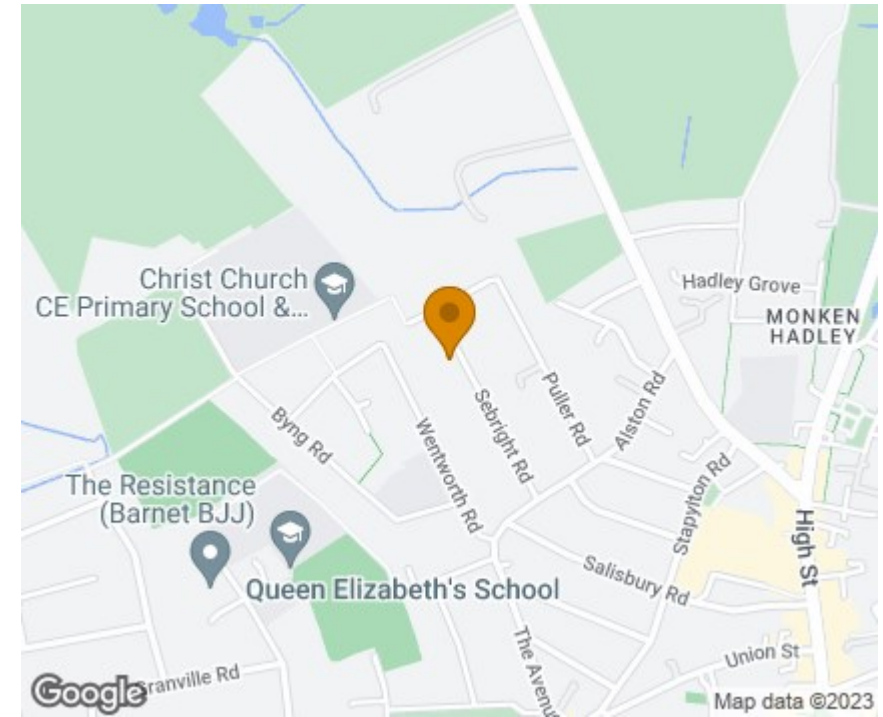 Christ Church
CE Primary School &...
Hadley Grove
MONKEN
HADLEY
Byng Rd
Wentworth Rd
Sebright Rd
Puller Rd
Alston Rd
Stapylton Rd
High St
The Resistance
(Barnet BJJ)
Queen Elizabeth's School
Salisbury Rd
The Avenu
Union St
Granville Rd
Google
Map data ©2023